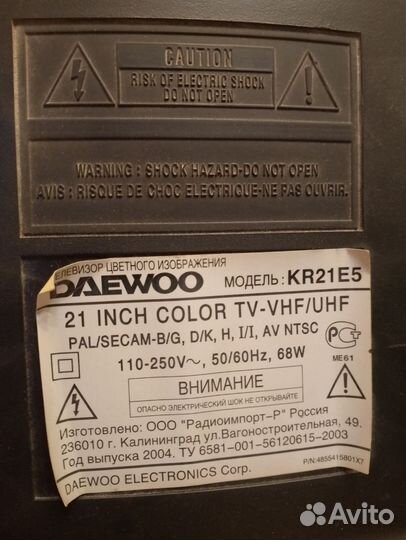 CAUTION
RISK OF ELECTRIC SHOCK
DO NOT OPEN
WARNING : SHOCK HAZARD-DO NOT OPEN
AVIS : RISQUE DE CHOC ELECTRIQUE-NE PAS OUVRIR.
ТЕЛЕВИЗОР ЦВЕТНОГО ИЗОБРАЖЕНИЯ
DAEWOO МОДЕЛЬ: KR21E5
21 INCH COLOR TV-VHF/UHF
PAL/SECAM-B/G, D/K, H, I/I, AV NTSC
110-250V~, 50/60Hz, 68W
ME61
ВНИМАНИЕ
ОПАСНО ЭЛЕКТРИЧЕСКИЙ ШОК НЕ ОТКРЫВАТЬ
Изготовлено: ООО "Радиоимпорт-Р" Россия
236010 г. Калининград ул.Вагоностроительная, 49.
Год выпуска 2004. ТУ 6581-001-56120615-2003
DAEWOO ELECTRONICS Corp.
P/N:4855415801X7
Avito